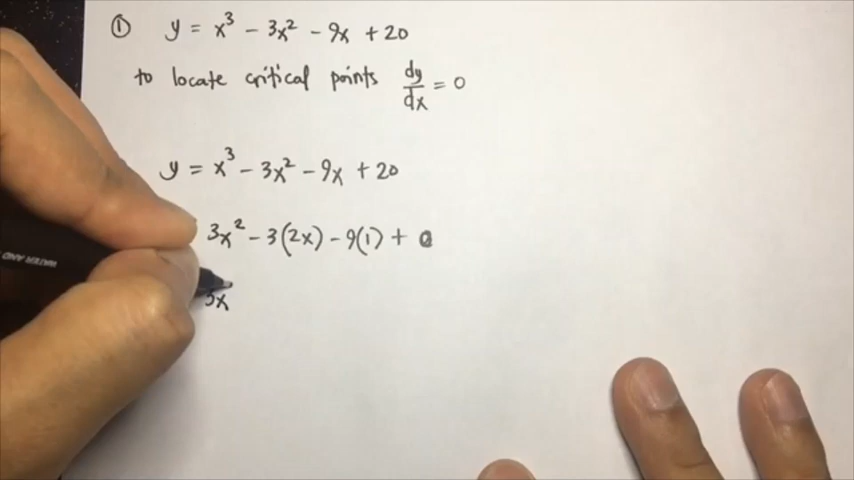 ① y = x³ - 3x² - 9x + 20
to locate critical points dy/dx = 0
y = x³ - 3x² - 9x + 20
3x² - 3(2x) - 9(1) + 0
3x